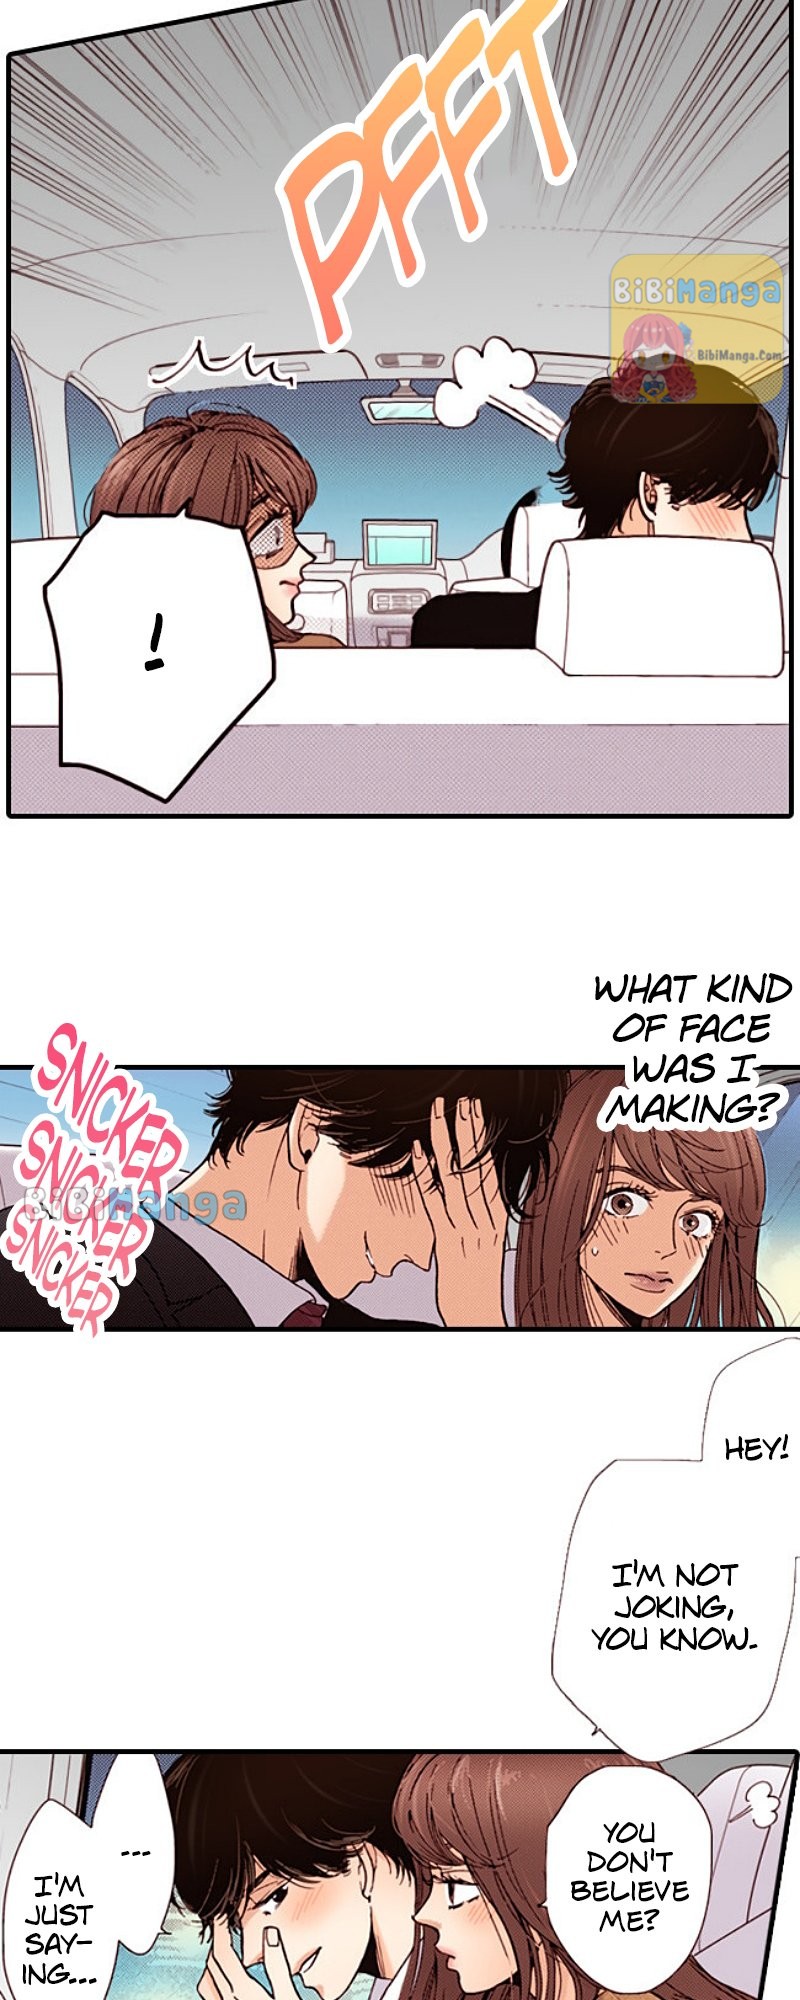 PFFT
BiBiManga
BibiManga.Com
!
WHAT KIND
OF FACE
WAS I
MAKING?
SNICKER
SNICKER
SNICKER
BiBiManga
HEY!
I'M NOT
JOKING,
YOU KNOW.
YOU
DON'T
BELIEVE
ME?
...
I'M
JUST
SAY-
ING...